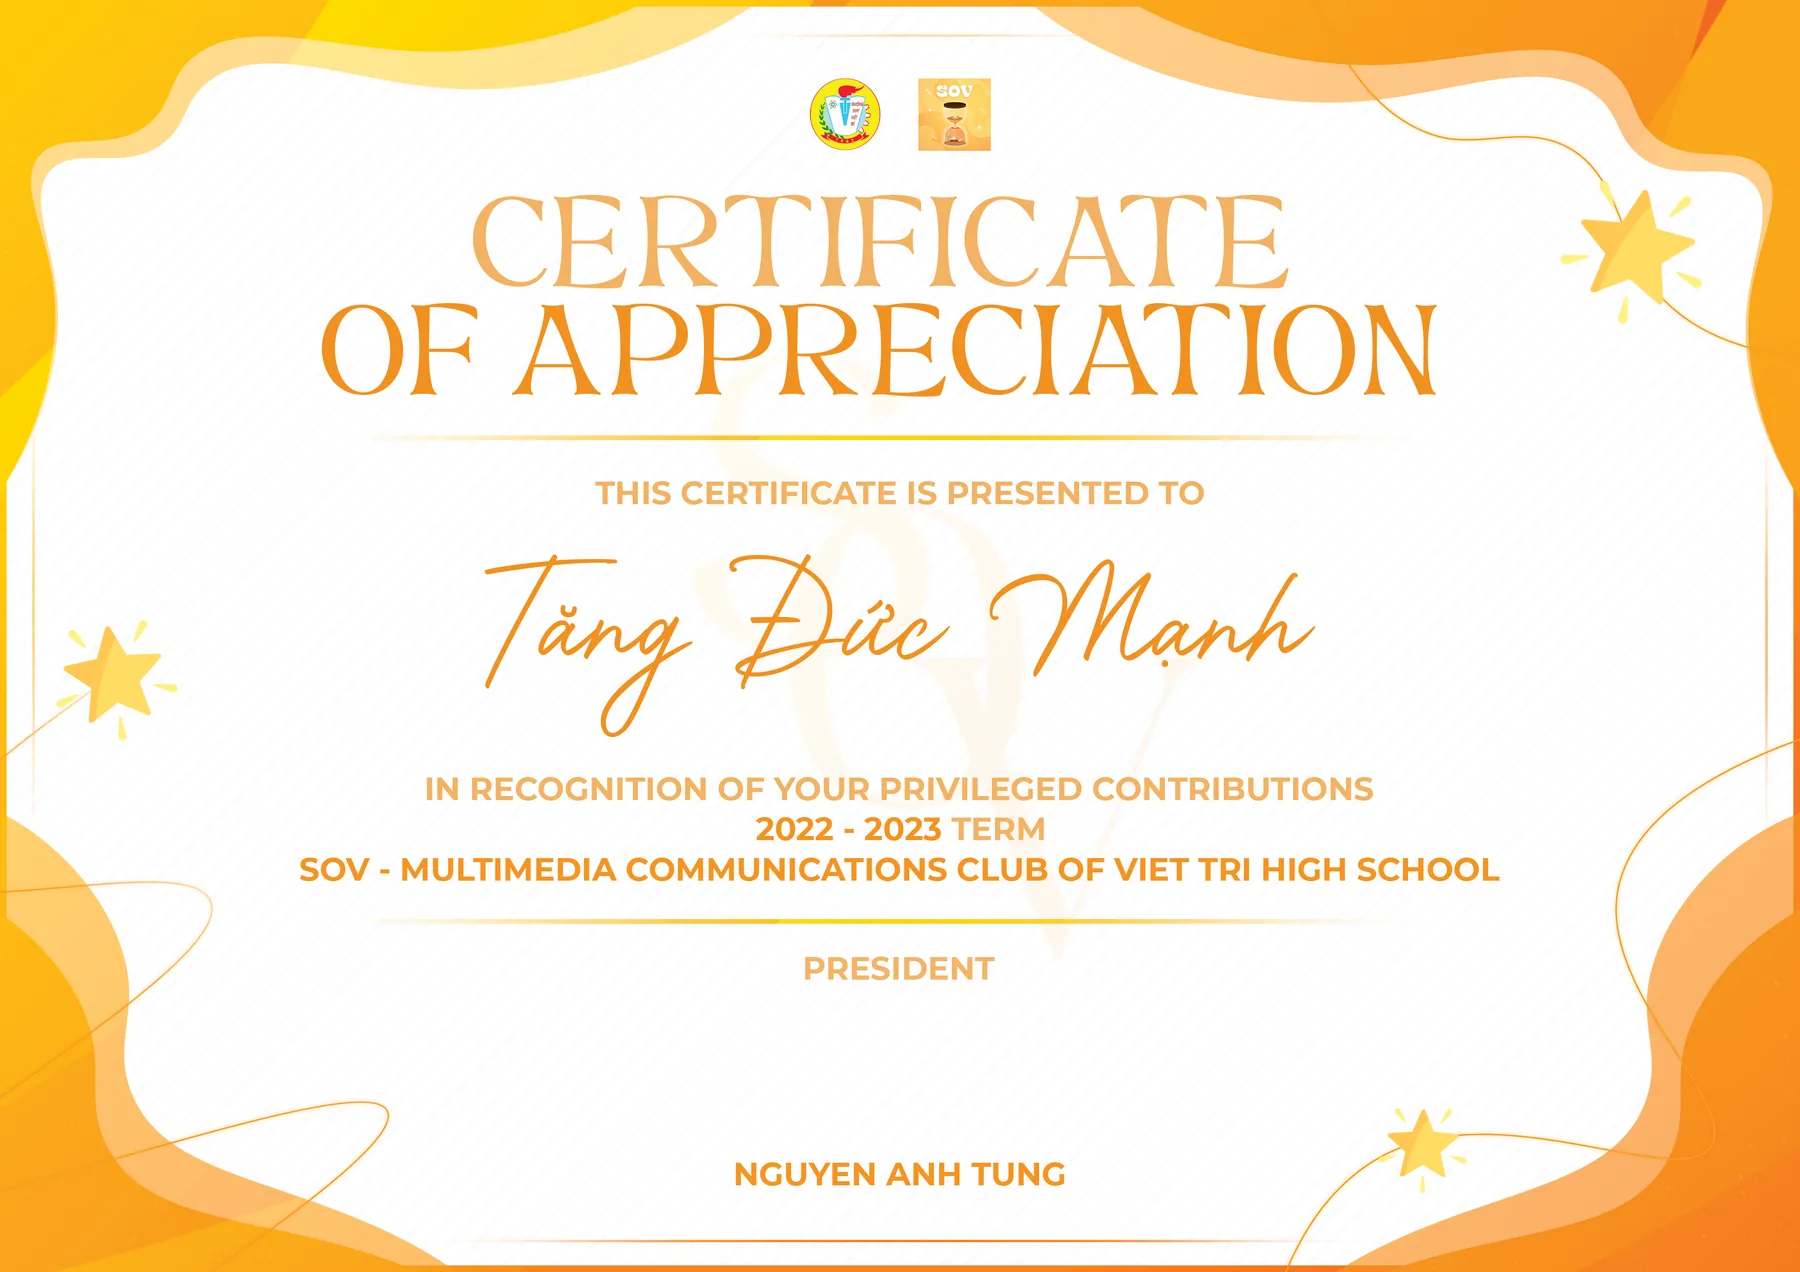 SOV
CERTIFICATE
OF APPRECIATION
THIS CERTIFICATE IS PRESENTED TO
Tăng Đức Mạnh
IN RECOGNITION OF YOUR PRIVILEGED CONTRIBUTIONS
2022 - 2023 TERM
SOV - MULTIMEDIA COMMUNICATIONS CLUB OF VIET TRI HIGH SCHOOL
PRESIDENT
NGUYEN ANH TUNG